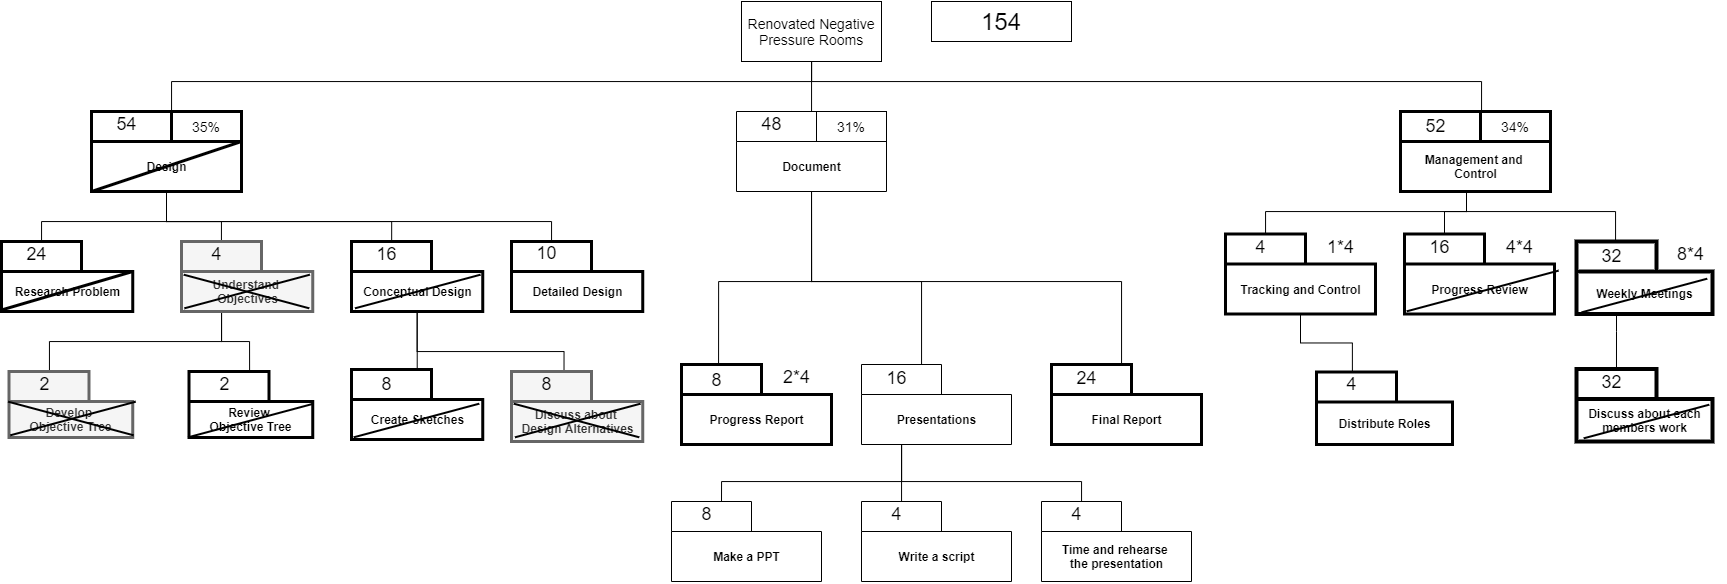 Renovated Negative
Pressure Rooms
154
54
35%
Design
48
31%
Document
52
34%
Management and
Control
24
Research Problem
4
Understand
Objectives
16
Conceptual Design
10
Detailed Design
4
1*4
Tracking and Control
16
4*4
Progress Review
32
8*4
Weekly Meetings
2
Develop
Objective Tree
2
Review
Objective Tree
8
Create Sketches
8
Discuss about
Design Alternatives
8
2*4
Progress Report
16
Presentations
24
Final Report
4
Distribute Roles
32
Discuss about each
members work
8
Make a PPT
4
Write a script
4
Time and rehearse
the presentation